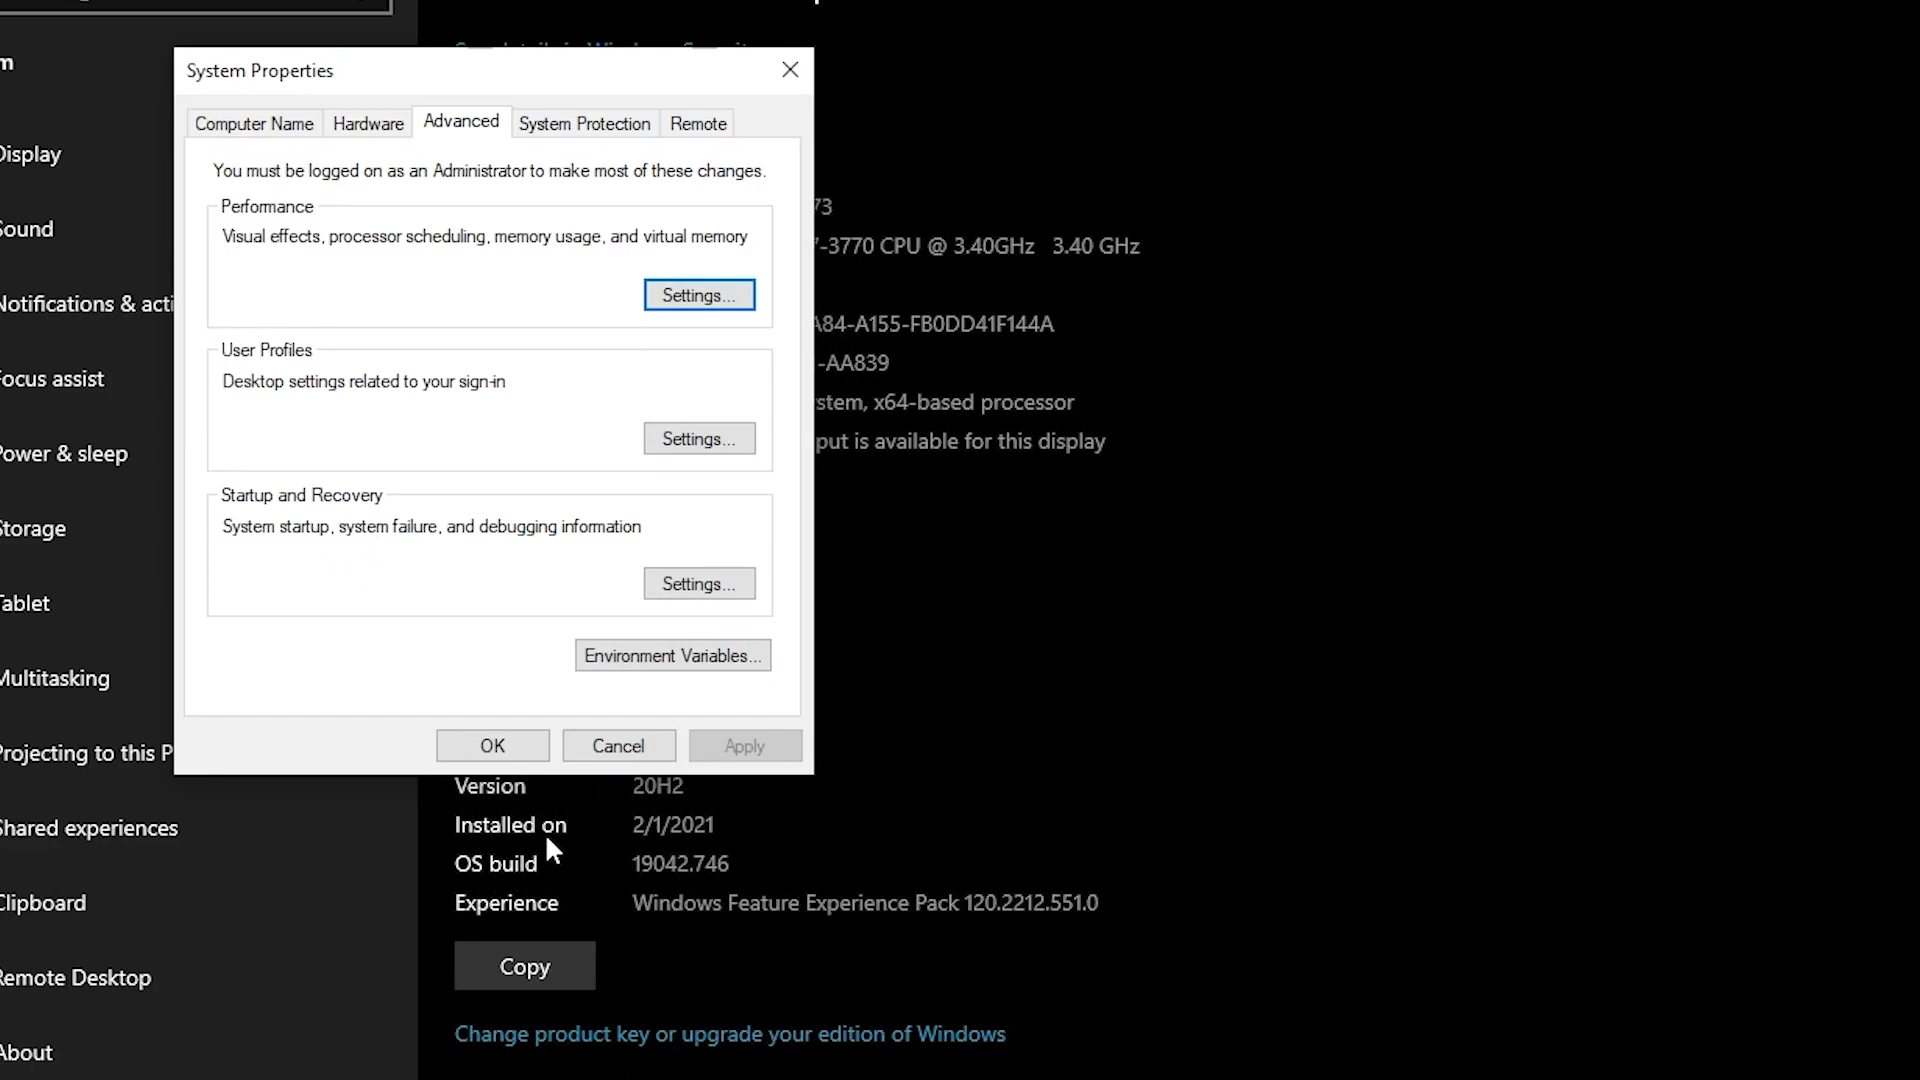 System Properties
Computer Name Hardware Advanced System Protection Remote
You must be logged on as an Administrator to make most of these changes.
Performance
Visual effects, processor scheduling, memory usage, and virtual memory
Settings...
User Profiles
Desktop settings related to your sign-in
Settings...
Startup and Recovery
System startup, system failure, and debugging information
Settings...
Environment Variables...
OK Cancel Apply
m
Display
Sound
Notifications & acti
Focus assist
Power & sleep
Storage
Tablet
Multitasking
Projecting to this P
Shared experiences
Clipboard
Remote Desktop
About
73
-3770 CPU @ 3.40GHz 3.40 GHz
A84-A155-FB0DD41F144A
-AA839
stem, x64-based processor
put is available for this display
Version 20H2
Installed on 2/1/2021
OS build 19042.746
Experience Windows Feature Experience Pack 120.2212.551.0
Copy
Change product key or upgrade your edition of Windows